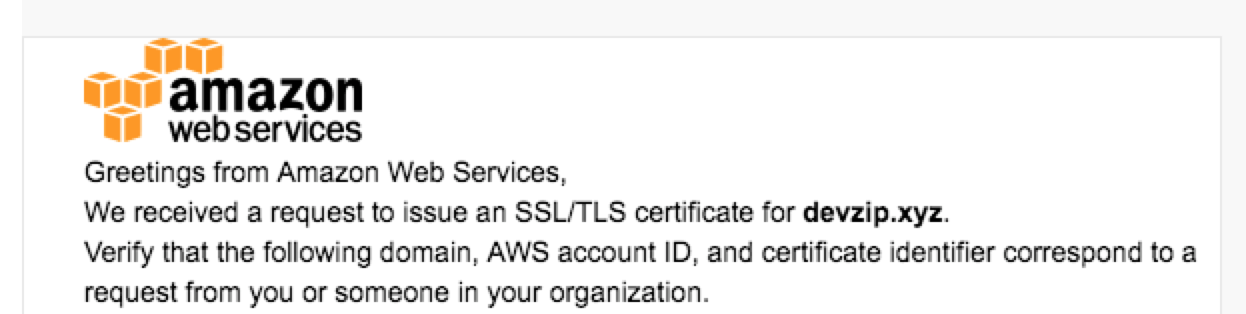 amazon
web services
Greetings from Amazon Web Services,
We received a request to issue an SSL/TLS certificate for devzip.xyz.
Verify that the following domain, AWS account ID, and certificate identifier correspond to a
request from you or someone in your organization.